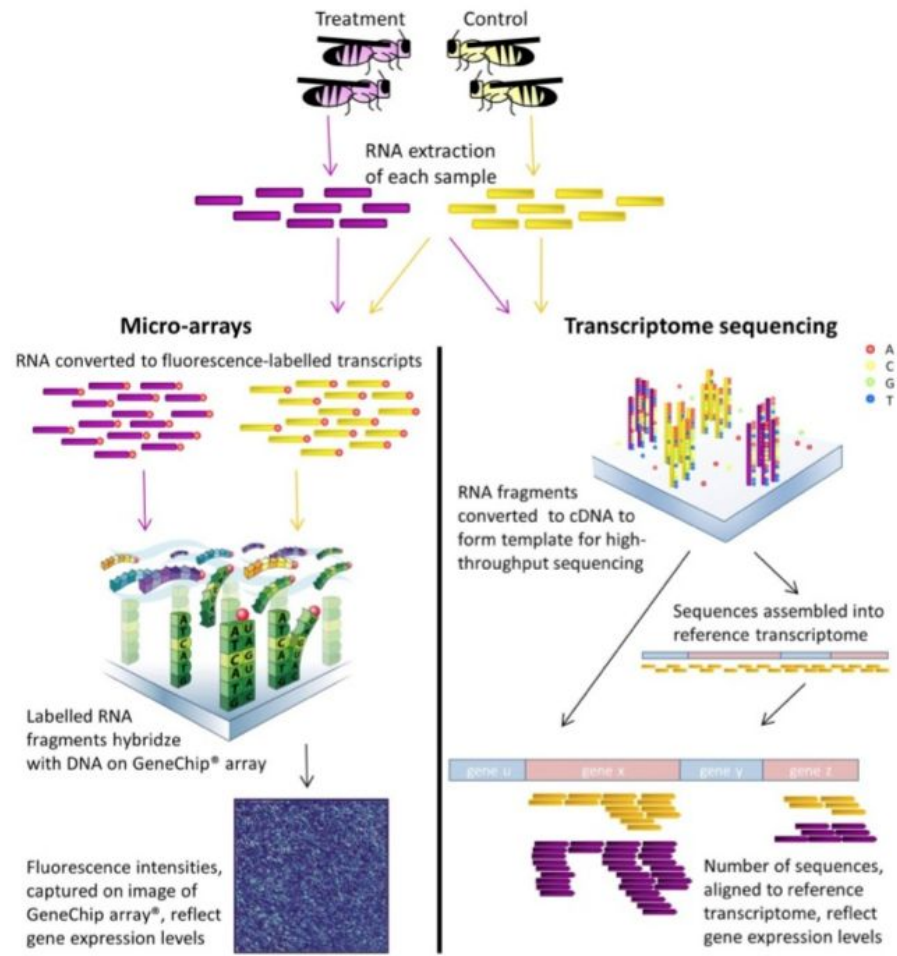 Treatment
Control
RNA extraction
of each sample
Micro-arrays
RNA converted to fluorescence-labelled transcripts
Labelled RNA
fragments hybridze
with DNA on GeneChip® array
Fluorescence intensities,
captured on image of
GeneChip array®, reflect
gene expression levels
Transcriptome sequencing
A
C
G
T
RNA fragments
converted to cDNA to
form template for high-
throughput sequencing
Sequences assembled into
reference transcriptome
gene u
gene x
gene y
gene z
Number of sequences,
aligned to reference
transcriptome, reflect
gene expression levels